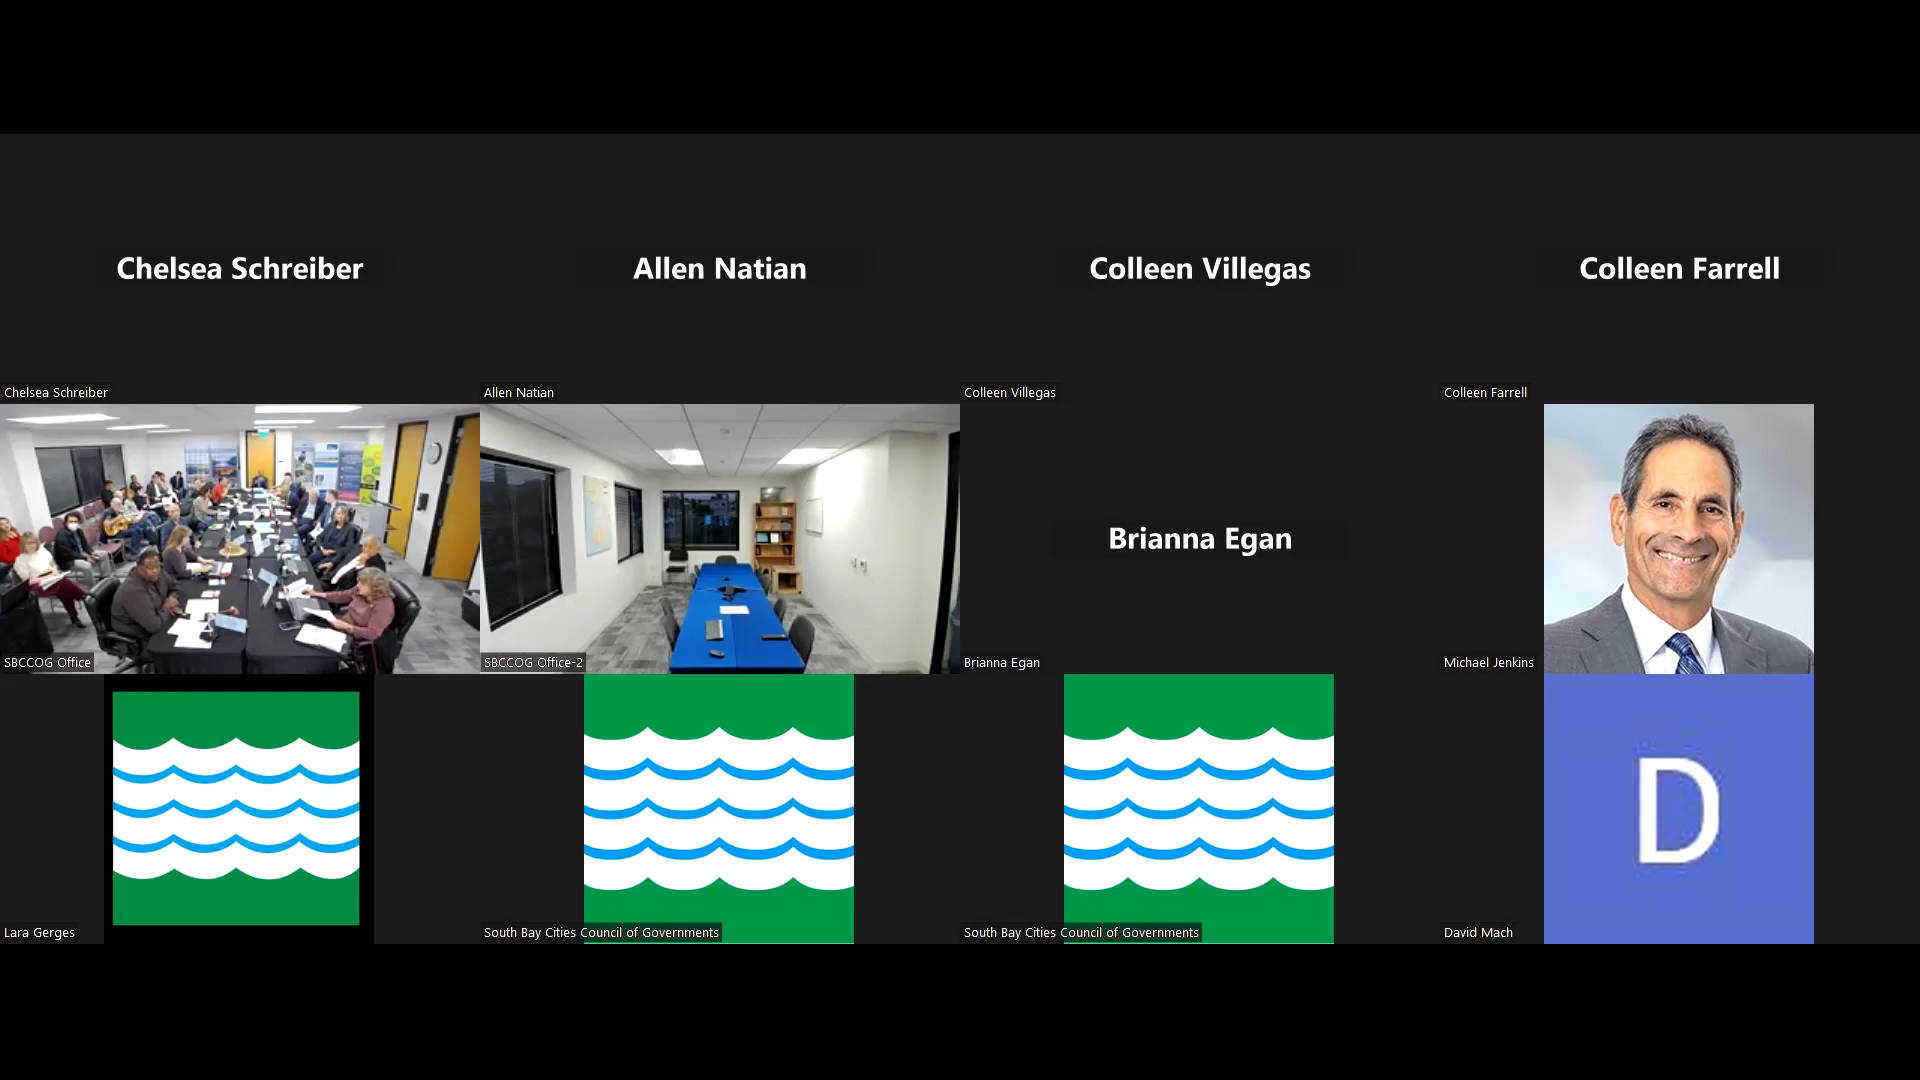 Chelsea Schreiber
Allen Natian
Colleen Villegas
Colleen Farrell
Chelsea Schreiber
Allen Natian
Colleen Villegas
Colleen Farrell
Brianna Egan
SBCCOG Office
SBCCOG Office-2
Brianna Egan
Michael Jenkins
D
Lara Gerges
South Bay Cities Council of Governments
South Bay Cities Council of Governments
David Mach